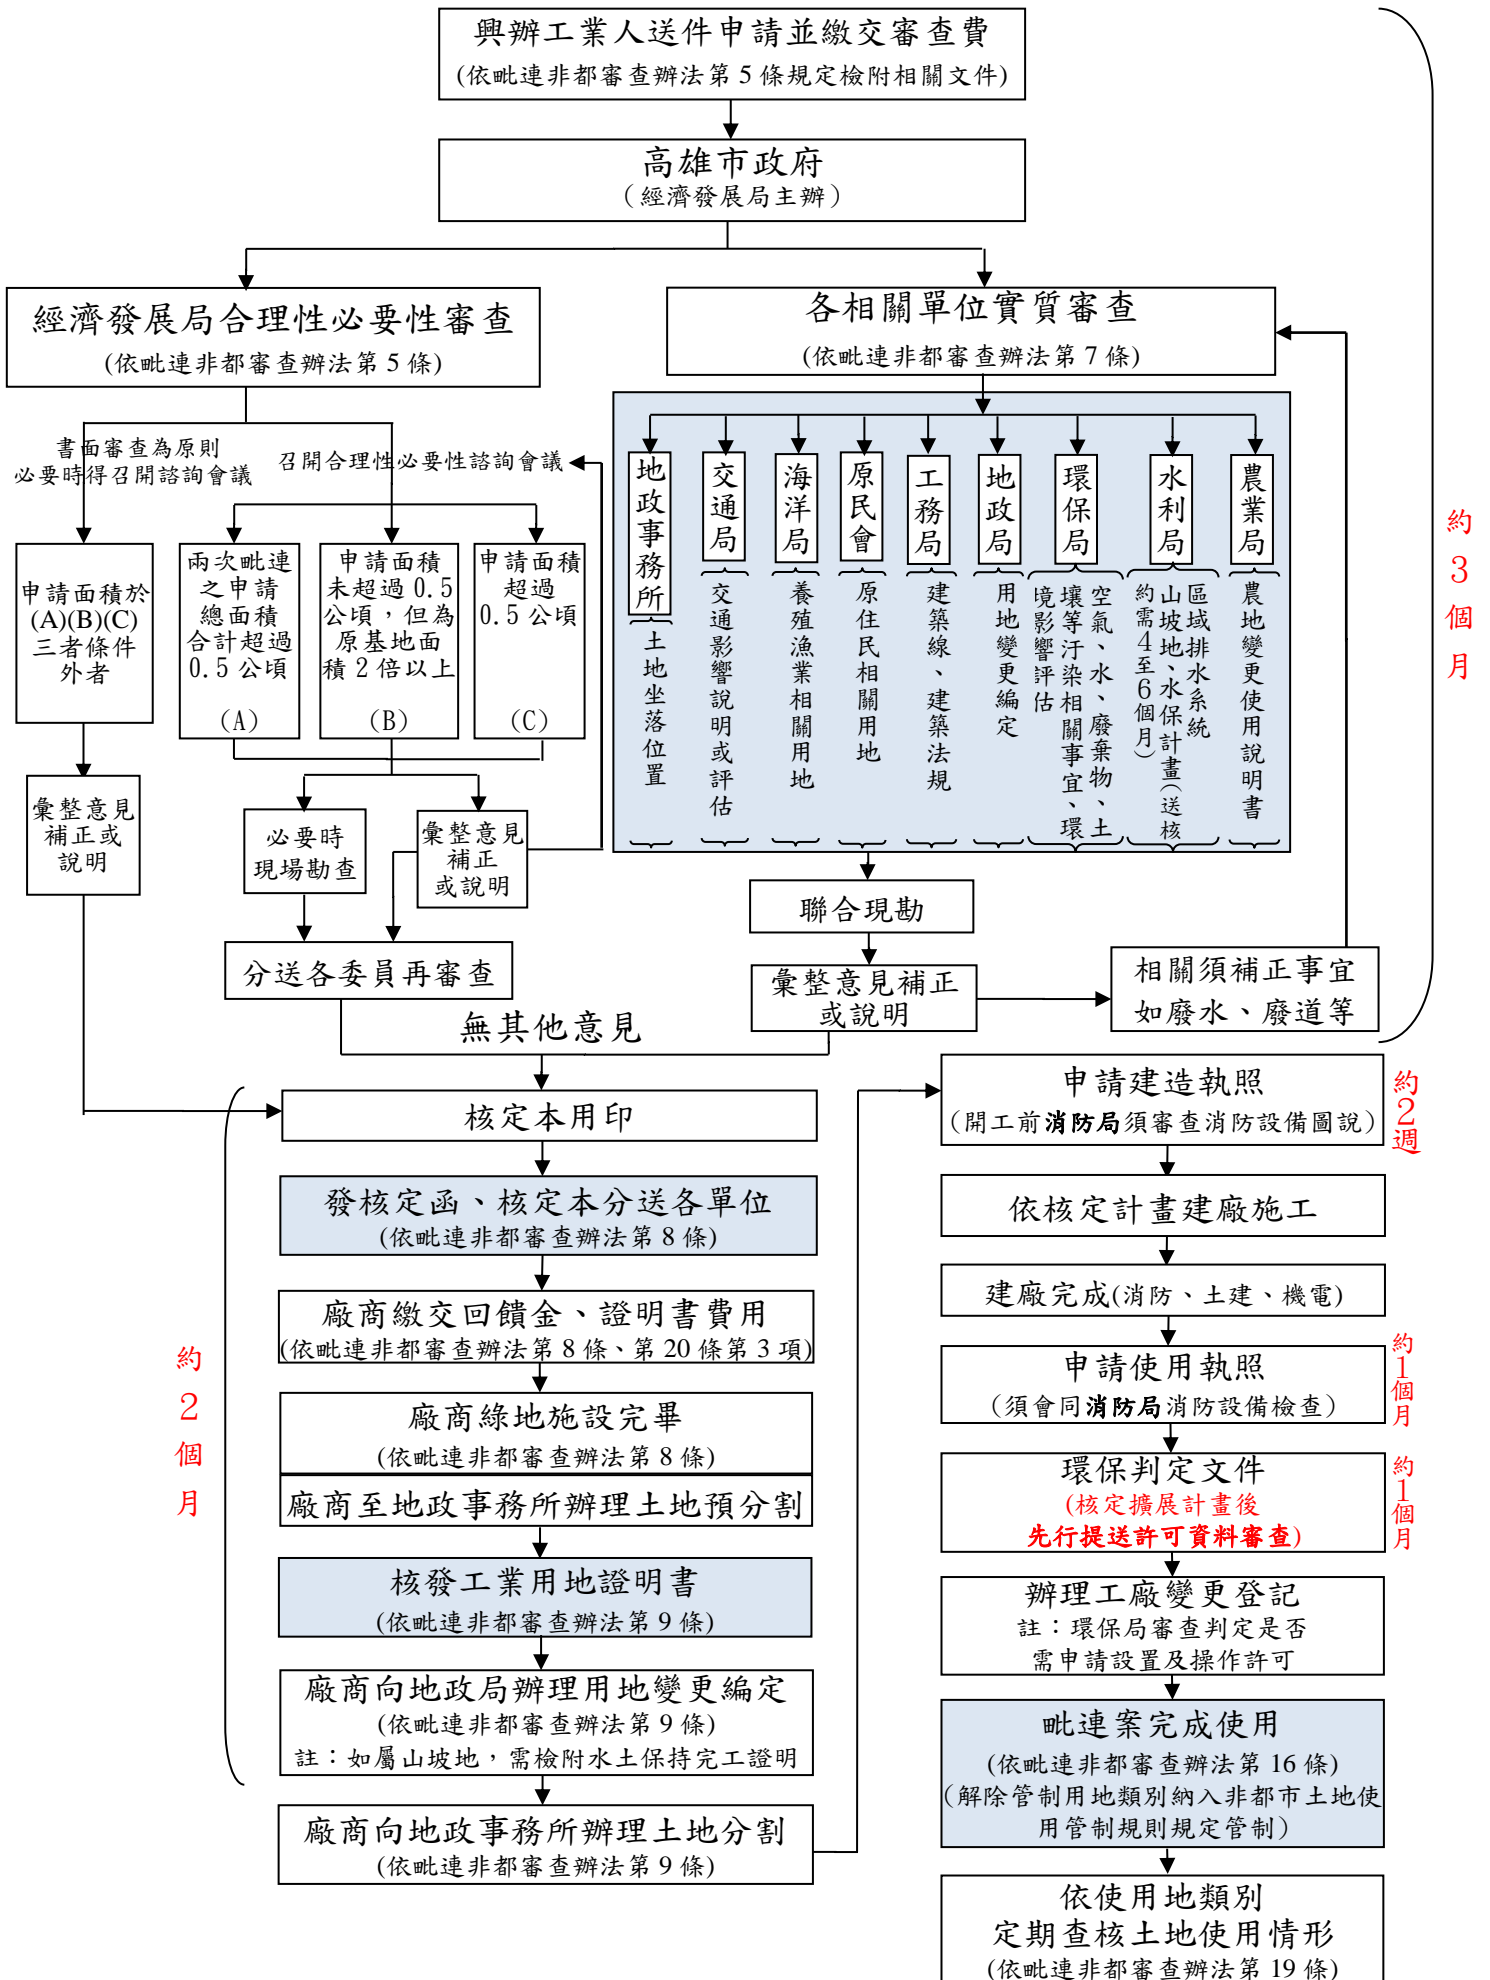 興辦工業人送件申請並繳交審查費
(依毗連非都審查辦法第 5 條規定檢附相關文件)
高雄市政府
（經濟發展局主辦）
經濟發展局合理性必要性審查
(依毗連非都審查辦法第 5 條)
各相關單位實質審查
(依毗連非都審查辦法第 7 條)
約3個月
書面審查為原則
必要時得召開諮詢會議
召開合理性必要性諮詢會議
申請面積於
(A)(B)(C)
三者條件
外者
兩次毗連
之申請
總面積
合計超過
0.5 公頃
(A)
申請面積
未超過 0.5
公頃，但為
原基地面
積 2 倍以上
(B)
申請面積
超過
0.5 公頃
(C)
地政事務所
土地坐落位置
交通局
交通影響說明或評估
海洋局
養殖漁業相關用地
原民會
原住民相關用地
工務局
建築線、建築法規
地政局
用地變更編定
環保局
空氣、水、廢棄物、土
壤等汙染相關事宜、環
境影響評估
水利局
區域排水系統
山坡地、水保計畫(送核
約需4至6個月)
農業局
農地變更使用說明書
彙整意見
補正或
說明
必要時
現場勘查
彙整意見
補正
或說明
分送各委員再審查
聯合現勘
彙整意見補正
或說明
相關須補正事宜
如廢水、廢道等
無其他意見
核定本用印
發核定函、核定本分送各單位
(依毗連非都審查辦法第 8 條)
廠商繳交回饋金、證明書費用
(依毗連非都審查辦法第 8 條、第 20 條第 3 項)
廠商綠地施設完畢
(依毗連非都審查辦法第 8 條)
廠商至地政事務所辦理土地預分割
核發工業用地證明書
(依毗連非都審查辦法第 9 條)
廠商向地政局辦理用地變更編定
(依毗連非都審查辦法第 9 條)
註：如屬山坡地，需檢附水土保持完工證明
約2個月
廠商向地政事務所辦理土地分割
(依毗連非都審查辦法第 9 條)
申請建造執照
（開工前消防局須審查消防設備圖說）
約2週
依核定計畫建廠施工
建廠完成(消防、土建、機電)
申請使用執照
（須會同消防局消防設備檢查）
約1個月
環保判定文件
(核定擴展計畫後
先行提送許可資料審查)
約1個月
辦理工廠變更登記
註：環保局審查判定是否
需申請設置及操作許可
毗連案完成使用
(依毗連非都審查辦法第 16 條)
（解除管制用地類別納入非都市土地使
用管制規則規定管制）
依使用地類別
定期查核土地使用情形
(依毗連非都審查辦法第 19 條)